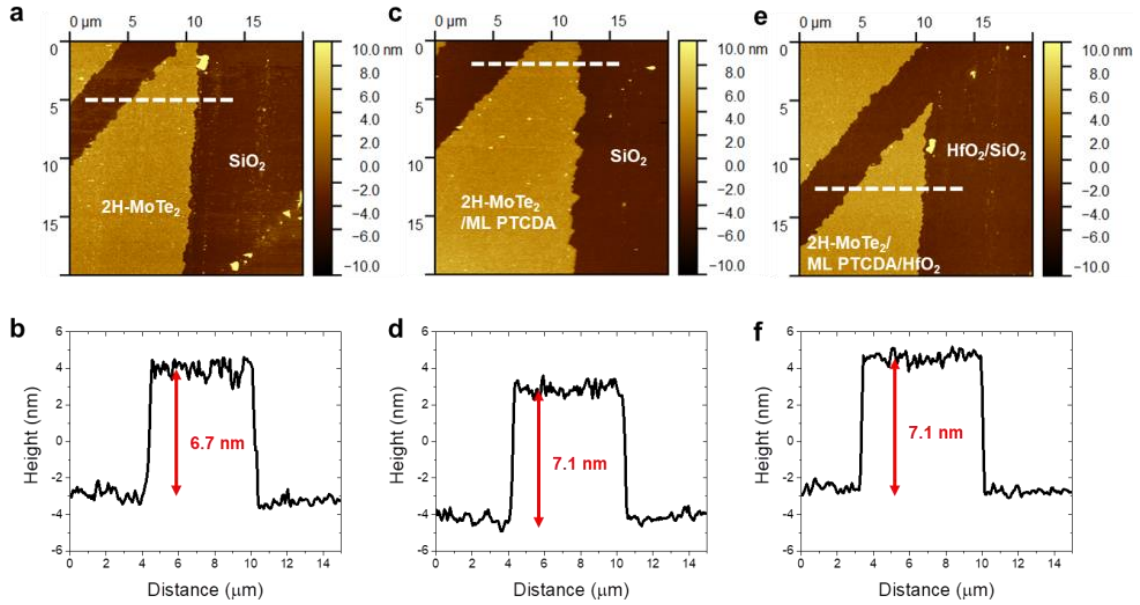 a
0 µm 5 10 15
0
5
10
15
2H-MoTe₂
SiO₂
10.0 nm
8.0
6.0
4.0
2.0
0.0
−2.0
−4.0
−6.0
−10.0
c
0 µm 5 10 15
0
5
10
15
SiO₂
2H-MoTe₂
/ML PTCDA
10.0 nm
8.0
6.0
4.0
2.0
0.0
−2.0
−4.0
−6.0
−10.0
e
0 µm 5 10 15
0
5
10
15
HfO₂/SiO₂
2H-MoTe₂/
ML PTCDA/HfO₂
10.0 nm
8.0
6.0
4.0
2.0
0.0
−2.0
−4.0
−6.0
−10.0
b
Height (nm)
6
4
2
0
-2
-4
-6
6.7 nm
0 2 4 6 8 10 12 14
Distance (µm)
d
Height (nm)
6
4
2
0
-2
-4
-6
7.1 nm
0 2 4 6 8 10 12 14
Distance (µm)
f
Height (nm)
6
4
2
0
-2
-4
-6
7.1 nm
0 2 4 6 8 10 12 14
Distance (µm)